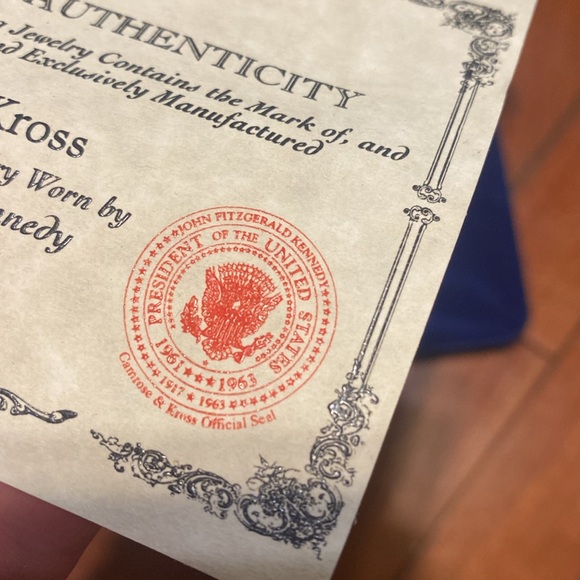 AUTHENTICITY
Jewelry Contains the Mark of, and
Exclusively Manufactured
Kross
Worn by
JOHN FITZGERALD KENNEDY
PRESIDENT OF THE UNITED STATES
1961 ★★★ 1963
1917 ★ 1963
Camrose & Kross Official Seal